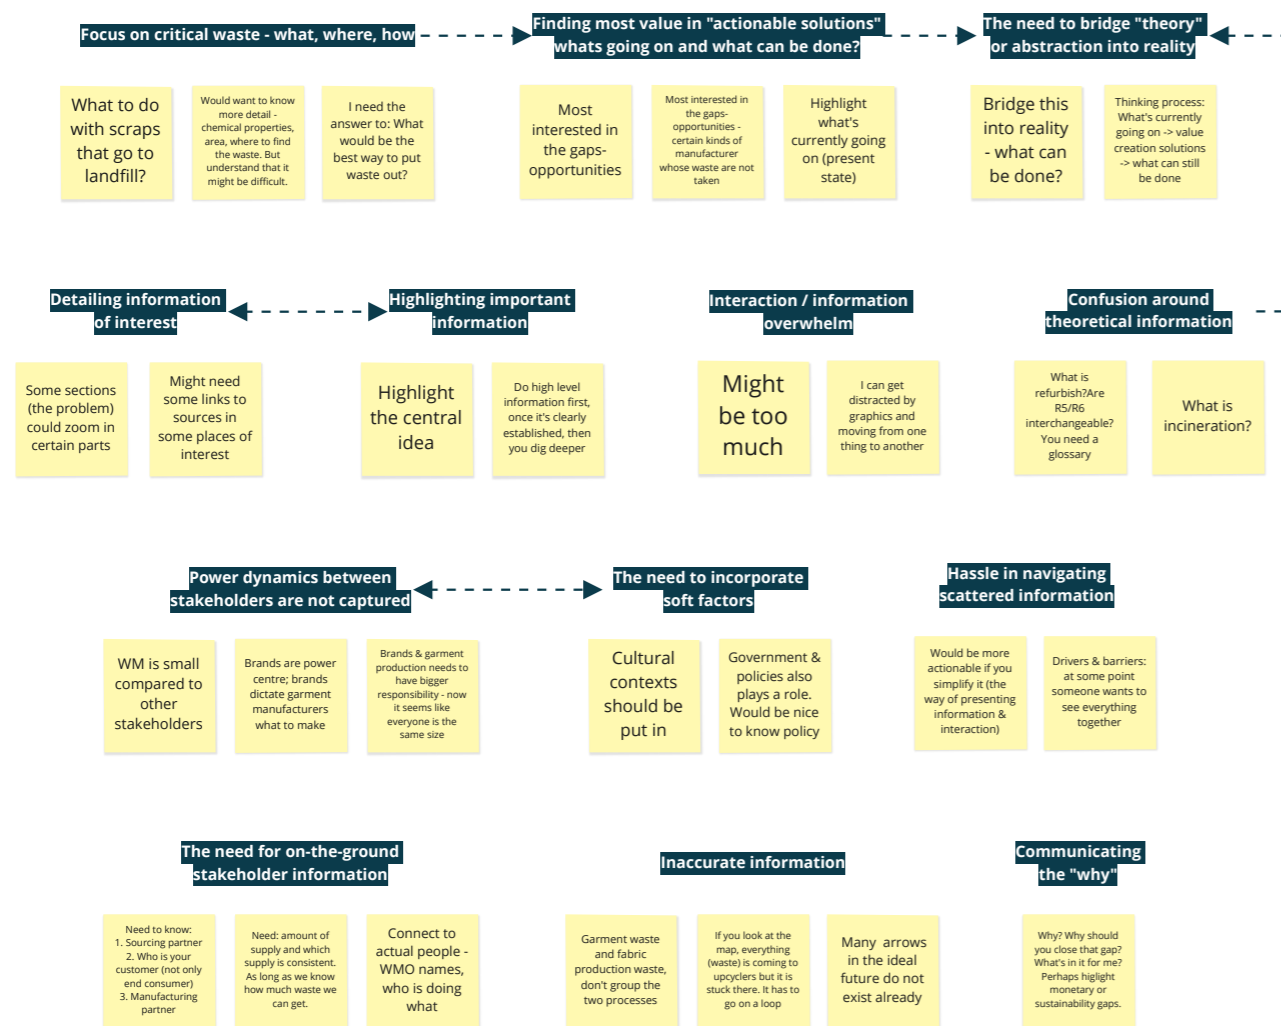 Focus on critical waste - what, where, how
Finding most value in "actionable solutions"
whats going on and what can be done?
The need to bridge "theory"
or abstraction into reality
What to do
with scraps
that go to
landfill?
Would want to know
more detail -
chemical properties,
area, where to find
the waste. But
understand that it
might be difficult.
I need the
answer to: What
would be the
best way to put
waste out?
Most
interested in
the gaps-
opportunities
Most interested in
the gaps-
opportunities -
certain kinds of
manufacturer
whose waste are not
taken
Highlight
what's
currently going
on (present
state)
Bridge this
into reality
- what can
be done?
Thinking process:
What's currently
going on -> value
creation solutions
-> what can still
be done
Detailing information
of interest
Highlighting important
information
Interaction / information
overwhelm
Confusion around
theoretical information
Some sections
(the problem)
could zoom in
certain parts
Might need
some links to
sources in
some places of
interest
Highlight
the central
idea
Do high level
information first,
once it's clearly
established, then
you dig deeper
Might
be too
much
I can get
distracted by
graphics and
moving from one
thing to another
What is
refurbish?Are
R5/R6
interchangeable?
You need a
glossary
What is
incineration?
Power dynamics between
stakeholders are not captured
The need to incorporate
soft factors
Hassle in navigating
scattered information
WM is small
compared to
other
stakeholders
Brands are power
centre; brands
dictate garment
manufacturers
what to make
Brands & garment
production needs to
have bigger
responsibility - now
it seems like
everyone is the
same size
Cultural
contexts
should be
put in
Government &
policies also
plays a role.
Would be nice
to know policy
Would be more
actionable if you
simplify it (the
way of presenting
information &
interaction)
Drivers & barriers:
at some point
someone wants to
see everything
together
The need for on-the-ground
stakeholder information
Inaccurate information
Communicating
the "why"
Need to know:
1. Sourcing partner
2. Who is your
customer (not only
end consumer)
3. Manufacturing
partner
Need: amount of
supply and which
supply is consistent.
As long as we know
how much waste we
can get.
Connect to
actual people -
WMO names,
who is doing
what
Garment waste
and fabric
production waste,
don't group the
two processes
If you look at the
map, everything
(waste) is coming to
upcyclers but it is
stuck there. It has to
go on a loop
Many arrows
in the ideal
future do not
exist already
Why? Why should
you close that gap?
What's in it for me?
Perhaps higlight
monetary or
sustainability gaps.